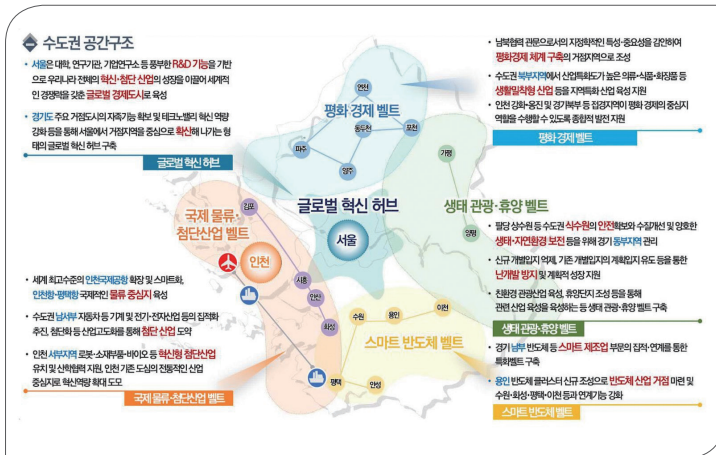 수도권 공간구조
• 서울은 대학, 연구기관, 기업연구소 등 풍부한 R&D 기능을 기반
으로 우리나라 전체의 혁신·첨단 산업의 성장을 이끌어 세계적
인 경쟁력을 갖춘 글로벌 경제도시로 육성
• 경기도 주요 거점도시의 자족기능 확보 및 테크노밸리 혁신 역량
강화 등을 통해 서울에서 거점지역을 중심으로 확산해 나가는 형
태의 글로벌 혁신 허브 구축
글로벌 혁신 허브
• 남북협력 관문으로서의 지정학적인 특성·중요성을 감안하여
평화경제 체계 구축의 거점지역으로 조성
• 수도권 북부지역에서 산업특화도가 높은 의류·식품·화장품 등
생활밀착형 산업 등을 지역특화 산업 육성 지원
• 인천 강화·옹진 및 경기북부 등 접경지역이 평화 경제의 중심지
역할을 수행할 수 있도록 종합적 발전 지원
평화 경제 벨트
연천
평화 경제 벨트
동두천
포천
파주
양주
가평
국제 물류·
첨단산업 벨트
김포
인천
글로벌 혁신 허브
서울
생태 관광·휴양 벨트
양평
시흥
안산
화성
수원
용인
이천
스마트 반도체 벨트
평택
안성
• 세계 최고수준의 인천국제공항 확장 및 스마트화,
인천항·평택항 국제적인 물류 중심지 육성
• 수도권 남서부 자동차 등 기계 및 전기·전자산업 등의 집적화
추진, 첨단화 등 산업고도화를 통해 첨단 산업 도약
• 인천 서부지역 로봇·소재부품·바이오 등 혁신형 첨단산업
유치 및 산학협력 지원, 인천 기존 도심의 전통적인 산업
중심지로 혁신역량 확대 도모
국제 물류·첨단산업 벨트
• 팔당 상수원 등 수도권 식수원의 안전확보와 수질개선 및 양호한
생태·자연환경 보전 등을 위해 경기 동부지역 관리
• 신규 개별입지 억제, 기존 개별입지의 계획입지 유도 등을 통한
난개발 방지와 계획적 성장 지원
• 친환경 관광산업 육성, 휴양단지 조성 등을 통해
관련 산업 육성을 육성하는 등 생태 관광·휴양 벨트 구축
생태 관광·휴양 벨트
• 경기 남부 반도체 등 스마트 제조업 부문의 집적·연계를 통한
특화벨트 구축
• 용인 반도체 클러스터 신규 조성으로 반도체 산업 거점 마련 및
수원·화성·평택·이천 등과 연계기능 강화
스마트 반도체 벨트